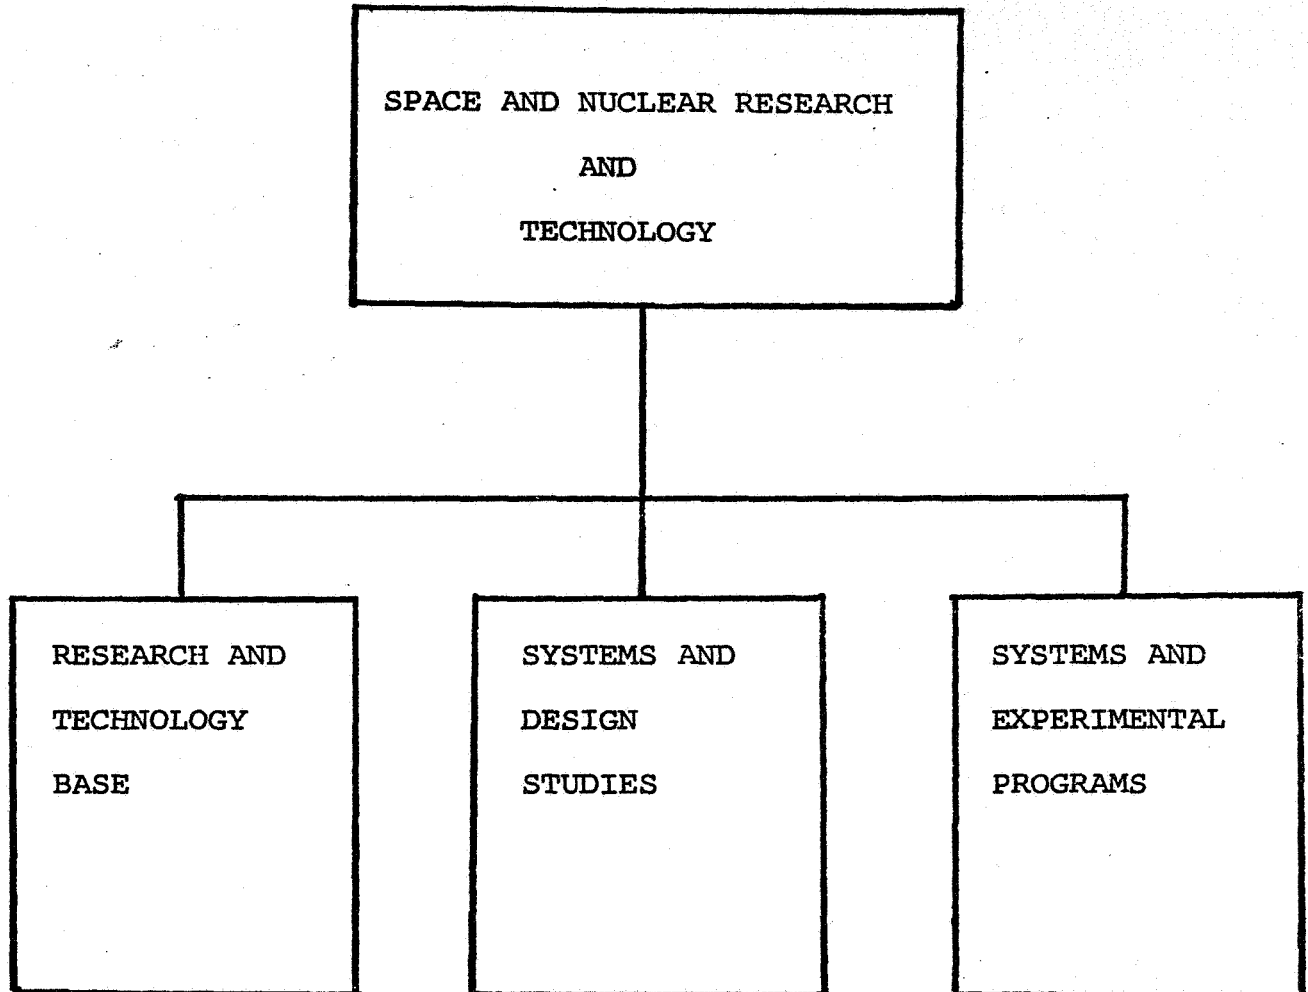 SPACE AND NUCLEAR RESEARCH
AND
TECHNOLOGY
RESEARCH AND
TECHNOLOGY
BASE
SYSTEMS AND
DESIGN
STUDIES
SYSTEMS AND
EXPERIMENTAL
PROGRAMS